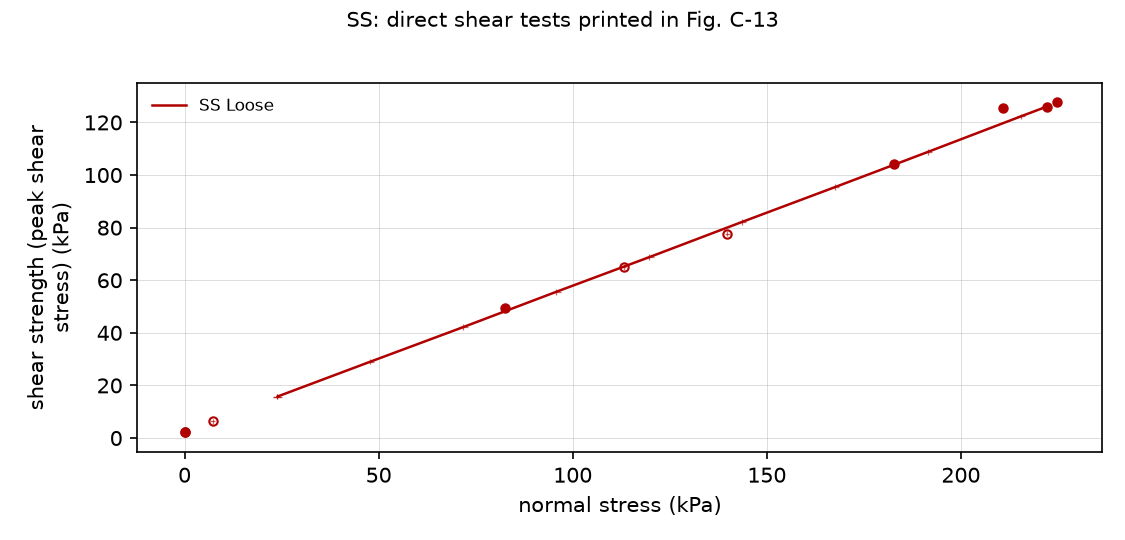 SS: direct shear tests printed in Fig. C-13
SS Loose
shear strength (peak shear
stress) (kPa)
120
100
80
60
40
20
0
0 50 100 150 200
normal stress (kPa)